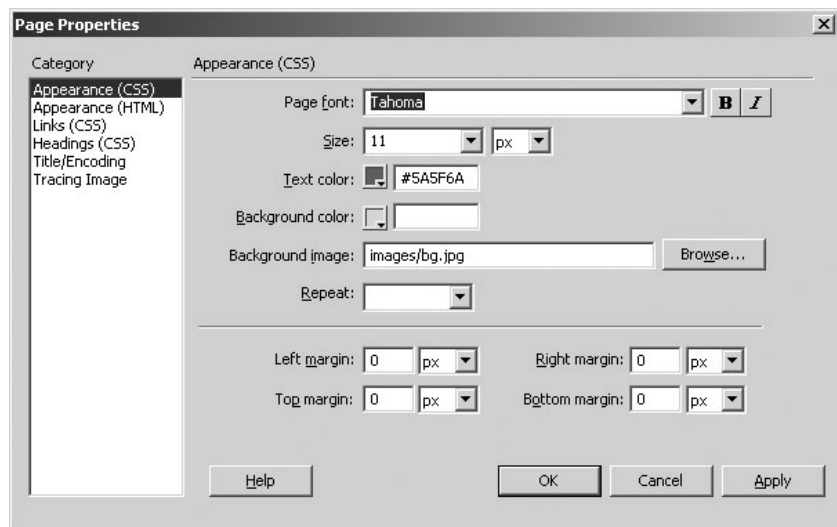 Page Properties
Category
Appearance (CSS)
Appearance (HTML)
Links (CSS)
Headings (CSS)
Title/Encoding
Tracing Image
Appearance (CSS)
Page font: Tahoma B I
Size: 11 px
Text color: #5A5F6A
Background color:
Background image: images/bg.jpg Browse...
Repeat:
Left margin: 0 px Right margin: 0 px
Top margin: 0 px Bottom margin: 0 px
Help OK Cancel Apply